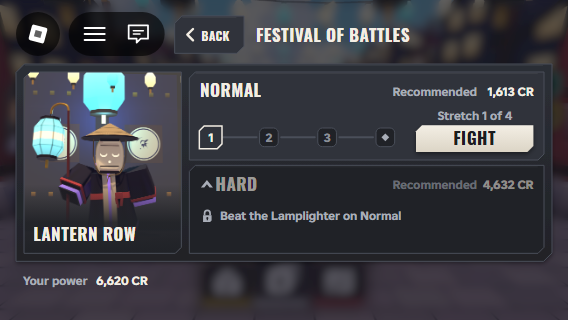 BACK
FESTIVAL OF BATTLES
NORMAL
Recommended 1,613 CR
Stretch 1 of 4
1 2 3
FIGHT
HARD
Recommended 4,632 CR
Beat the Lamplighter on Normal
LANTERN ROW
Your power 6,620 CR